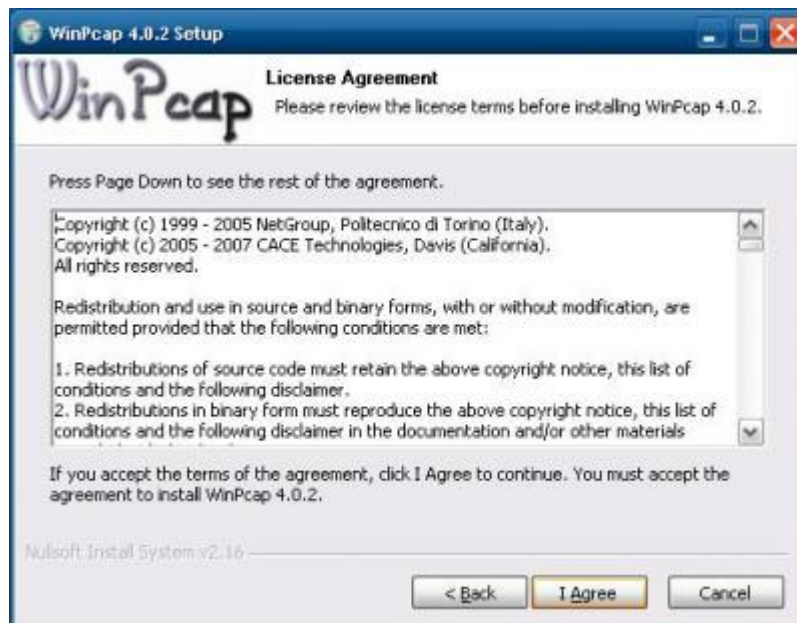 WinPcap 4.0.2 Setup
WinPcap
License Agreement
Please review the license terms before installing WinPcap 4.0.2.
Press Page Down to see the rest of the agreement.
Copyright (c) 1999 - 2005 NetGroup, Politecnico di Torino (Italy).
Copyright (c) 2005 - 2007 CACE Technologies, Davis (California).
All rights reserved.
Redistribution and use in source and binary forms, with or without modification, are
permitted provided that the following conditions are met:
1. Redistributions of source code must retain the above copyright notice, this list of
conditions and the following disclaimer.
2. Redistributions in binary form must reproduce the above copyright notice, this list of
conditions and the following disclaimer in the documentation and/or other materials
If you accept the terms of the agreement, click I Agree to continue. You must accept the
agreement to install WinPcap 4.0.2.
Nullsoft Install System v2.16
< Back
I Agree
Cancel